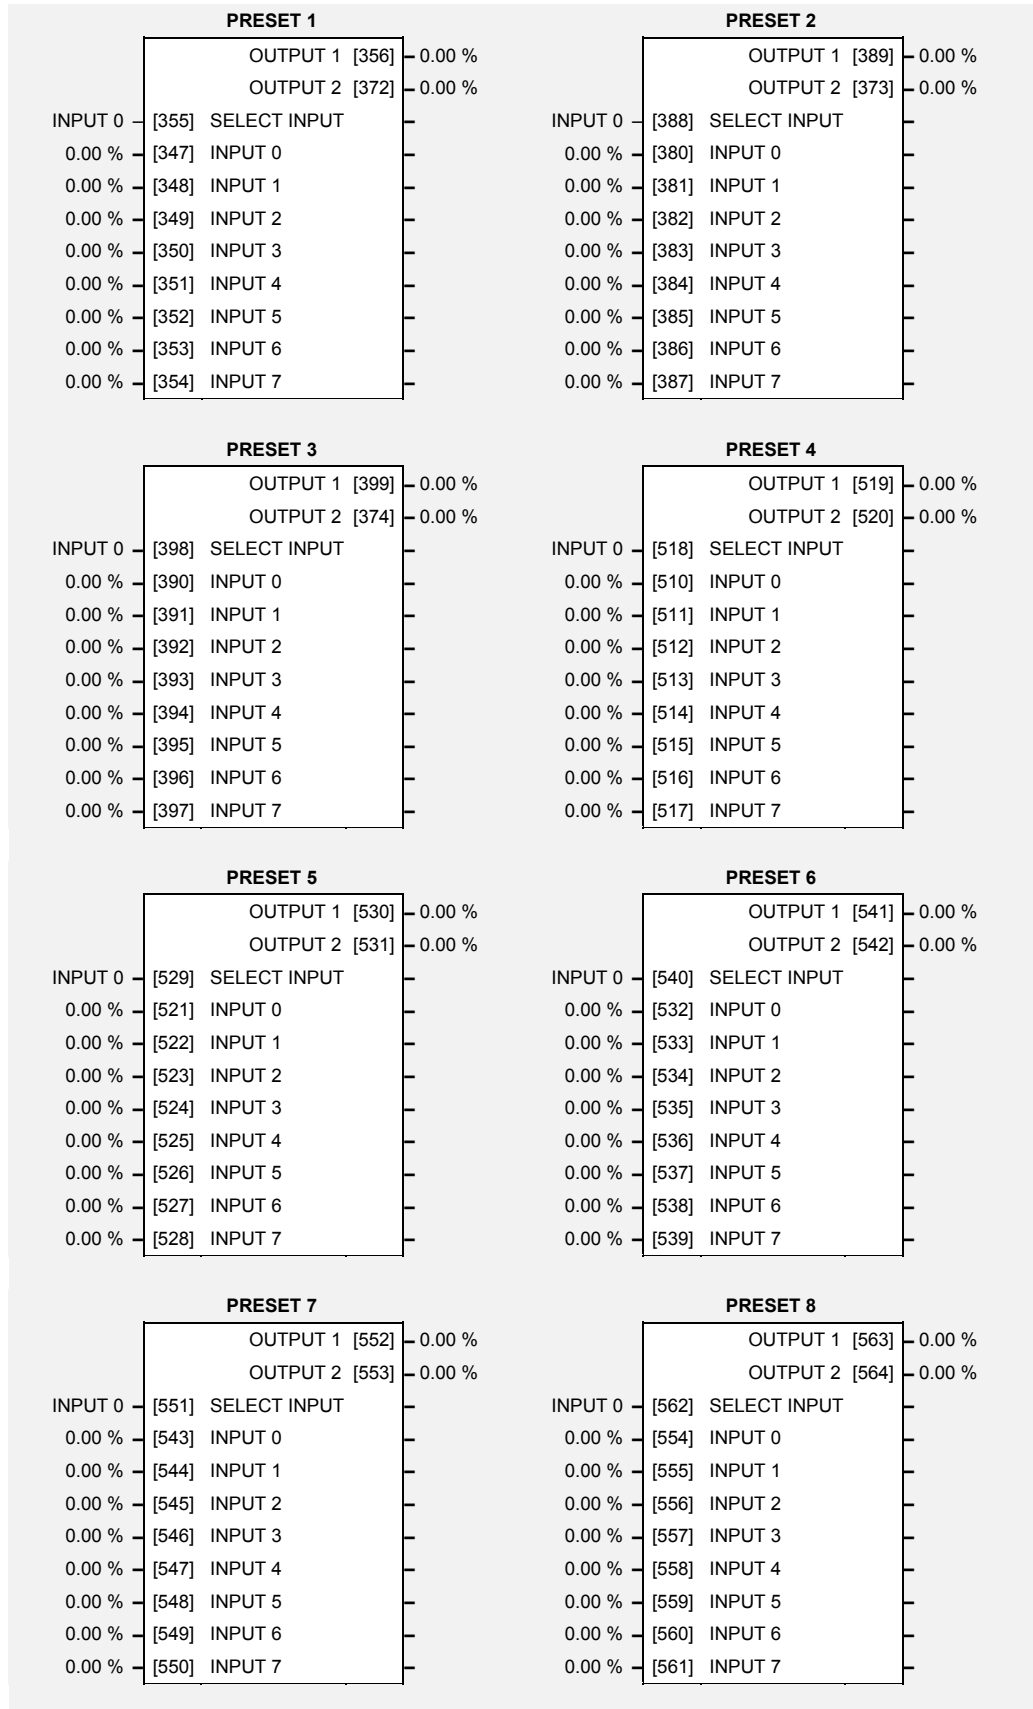 PRESET 1
OUTPUT 1 [356] 0.00 %
OUTPUT 2 [372] 0.00 %
INPUT 0 [355] SELECT INPUT
0.00 % [347] INPUT 0
0.00 % [348] INPUT 1
0.00 % [349] INPUT 2
0.00 % [350] INPUT 3
0.00 % [351] INPUT 4
0.00 % [352] INPUT 5
0.00 % [353] INPUT 6
0.00 % [354] INPUT 7
PRESET 2
OUTPUT 1 [389] 0.00 %
OUTPUT 2 [373] 0.00 %
INPUT 0 [388] SELECT INPUT
0.00 % [380] INPUT 0
0.00 % [381] INPUT 1
0.00 % [382] INPUT 2
0.00 % [383] INPUT 3
0.00 % [384] INPUT 4
0.00 % [385] INPUT 5
0.00 % [386] INPUT 6
0.00 % [387] INPUT 7
PRESET 3
OUTPUT 1 [399] 0.00 %
OUTPUT 2 [374] 0.00 %
INPUT 0 [398] SELECT INPUT
0.00 % [390] INPUT 0
0.00 % [391] INPUT 1
0.00 % [392] INPUT 2
0.00 % [393] INPUT 3
0.00 % [394] INPUT 4
0.00 % [395] INPUT 5
0.00 % [396] INPUT 6
0.00 % [397] INPUT 7
PRESET 4
OUTPUT 1 [519] 0.00 %
OUTPUT 2 [520] 0.00 %
INPUT 0 [518] SELECT INPUT
0.00 % [510] INPUT 0
0.00 % [511] INPUT 1
0.00 % [512] INPUT 2
0.00 % [513] INPUT 3
0.00 % [514] INPUT 4
0.00 % [515] INPUT 5
0.00 % [516] INPUT 6
0.00 % [517] INPUT 7
PRESET 5
OUTPUT 1 [530] 0.00 %
OUTPUT 2 [531] 0.00 %
INPUT 0 [529] SELECT INPUT
0.00 % [521] INPUT 0
0.00 % [522] INPUT 1
0.00 % [523] INPUT 2
0.00 % [524] INPUT 3
0.00 % [525] INPUT 4
0.00 % [526] INPUT 5
0.00 % [527] INPUT 6
0.00 % [528] INPUT 7
PRESET 6
OUTPUT 1 [541] 0.00 %
OUTPUT 2 [542] 0.00 %
INPUT 0 [540] SELECT INPUT
0.00 % [532] INPUT 0
0.00 % [533] INPUT 1
0.00 % [534] INPUT 2
0.00 % [535] INPUT 3
0.00 % [536] INPUT 4
0.00 % [537] INPUT 5
0.00 % [538] INPUT 6
0.00 % [539] INPUT 7
PRESET 7
OUTPUT 1 [552] 0.00 %
OUTPUT 2 [553] 0.00 %
INPUT 0 [551] SELECT INPUT
0.00 % [543] INPUT 0
0.00 % [544] INPUT 1
0.00 % [545] INPUT 2
0.00 % [546] INPUT 3
0.00 % [547] INPUT 4
0.00 % [548] INPUT 5
0.00 % [549] INPUT 6
0.00 % [550] INPUT 7
PRESET 8
OUTPUT 1 [563] 0.00 %
OUTPUT 2 [564] 0.00 %
INPUT 0 [562] SELECT INPUT
0.00 % [554] INPUT 0
0.00 % [555] INPUT 1
0.00 % [556] INPUT 2
0.00 % [557] INPUT 3
0.00 % [558] INPUT 4
0.00 % [559] INPUT 5
0.00 % [560] INPUT 6
0.00 % [561] INPUT 7